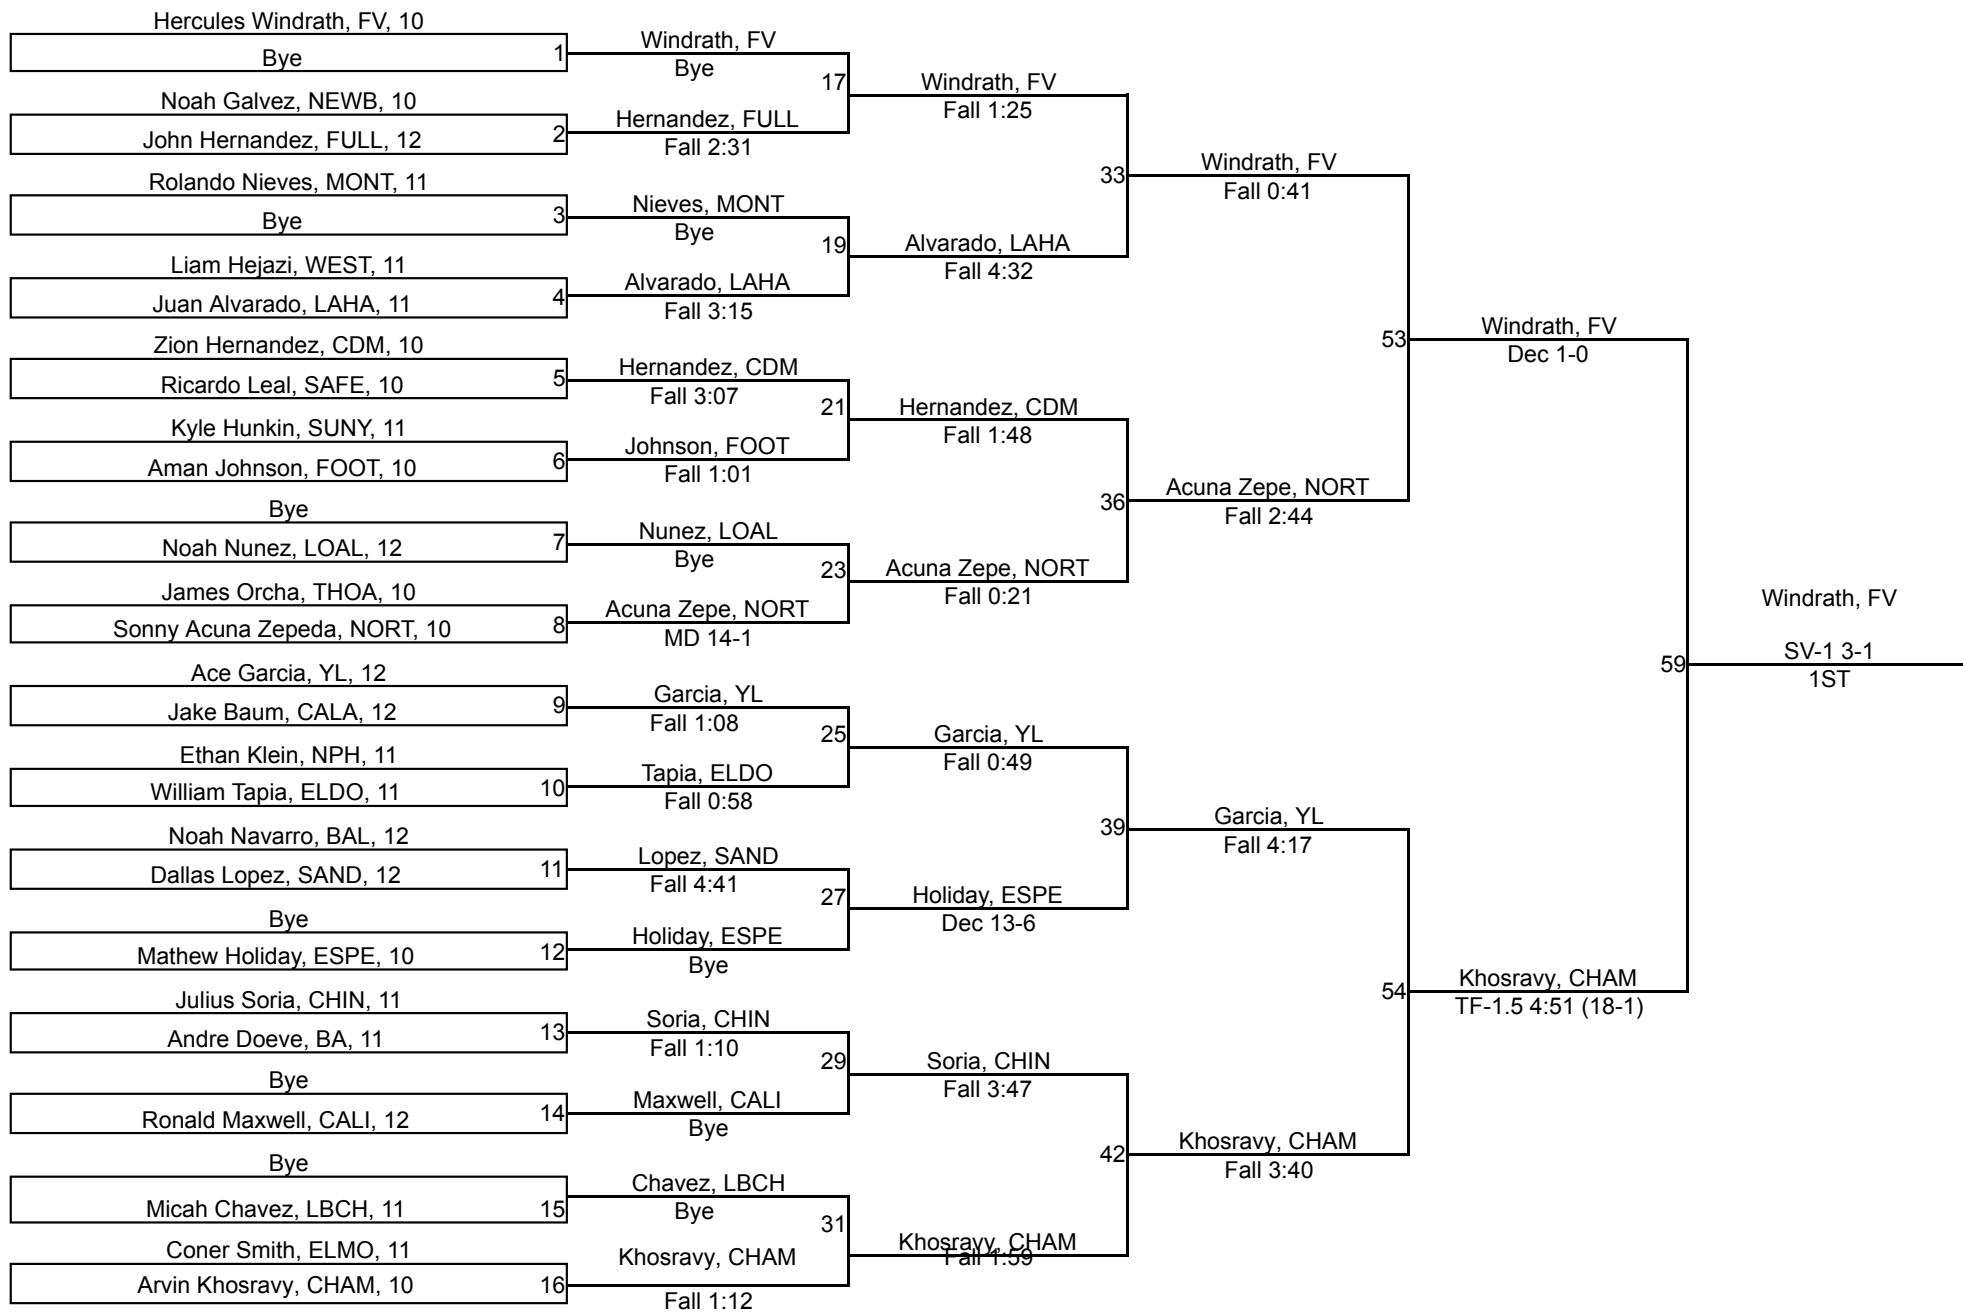 Hercules Windrath, FV, 10
Bye
1
Noah Galvez, NEWB, 10
John Hernandez, FULL, 12
2
Rolando Nieves, MONT, 11
Bye
3
Liam Hejazi, WEST, 11
Juan Alvarado, LAHA, 11
4
Zion Hernandez, CDM, 10
Ricardo Leal, SAFE, 10
5
Kyle Hunkin, SUNY, 11
Aman Johnson, FOOT, 10
6
Bye
Noah Nunez, LOAL, 12
7
James Orcha, THOA, 10
Sonny Acuna Zepeda, NORT, 10
8
Ace Garcia, YL, 12
Jake Baum, CALA, 12
9
Ethan Klein, NPH, 11
William Tapia, ELDO, 11
10
Noah Navarro, BAL, 12
Dallas Lopez, SAND, 12
11
Bye
Mathew Holiday, ESPE, 10
12
Julius Soria, CHIN, 11
Andre Doeve, BA, 11
13
Bye
Ronald Maxwell, CALI, 12
14
Bye
Micah Chavez, LBCH, 11
15
Coner Smith, ELMO, 11
Arvin Khosravy, CHAM, 10
16
Windrath, FV
Bye
17
Hernandez, FULL
Fall 2:31
Nieves, MONT
Bye
19
Alvarado, LAHA
Fall 3:15
Hernandez, CDM
Fall 3:07
21
Johnson, FOOT
Fall 1:01
Nunez, LOAL
Bye
23
Acuna Zepe, NORT
MD 14-1
Garcia, YL
Fall 1:08
25
Tapia, ELDO
Fall 0:58
Lopez, SAND
Fall 4:41
27
Holiday, ESPE
Bye
Soria, CHIN
Fall 1:10
29
Maxwell, CALI
Bye
Chavez, LBCH
Bye
31
Khosravy, CHAM
Fall 1:12
Windrath, FV
Fall 1:25
33
Alvarado, LAHA
Fall 4:32
Hernandez, CDM
Fall 1:48
36
Acuna Zepe, NORT
Fall 0:21
Garcia, YL
Fall 0:49
39
Holiday, ESPE
Dec 13-6
Soria, CHIN
Fall 3:47
42
Khosravy, CHAM
Fall 1:59
Windrath, FV
Fall 0:41
53
Acuna Zepe, NORT
Fall 2:44
Garcia, YL
Fall 4:17
54
Khosravy, CHAM
Fall 3:40
Windrath, FV
Dec 1-0
59
Khosravy, CHAM
TF-1.5 4:51 (18-1)
Windrath, FV
SV-1 3-1
1ST